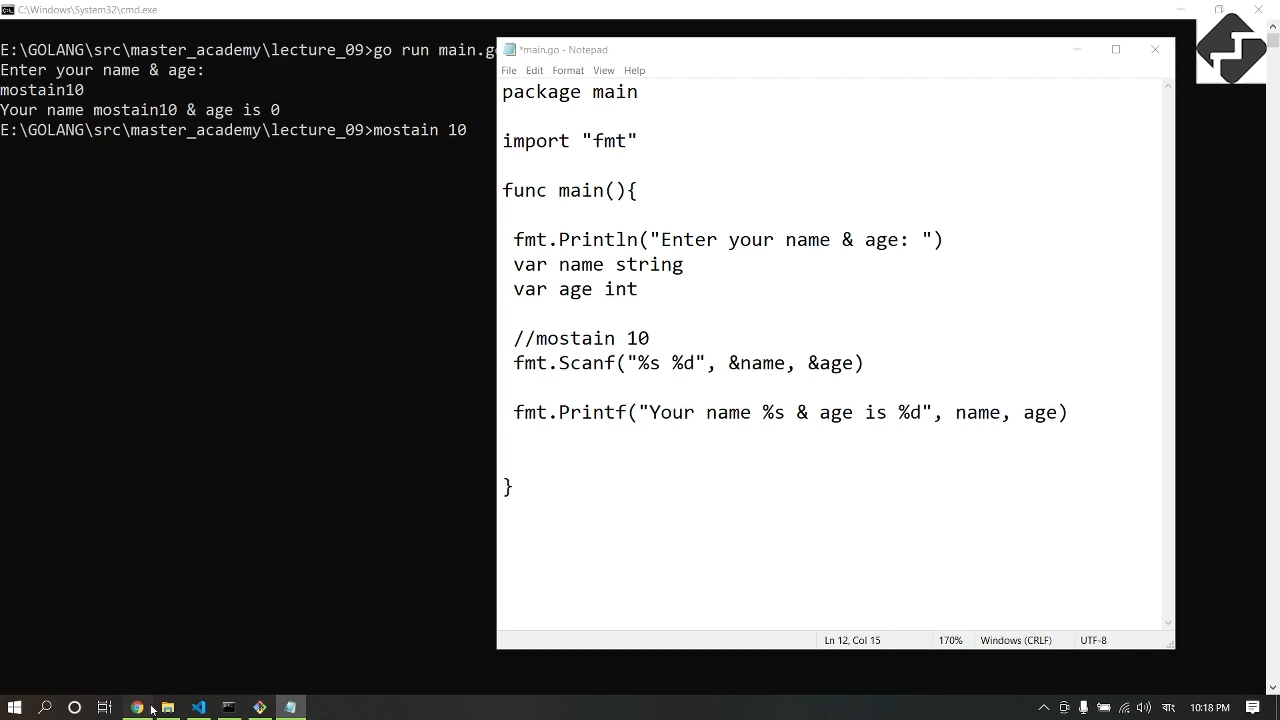 C:\Windows\System32\cmd.exe
E:\GOLANG\src\master_academy\lecture_09>go run main.go
Enter your name & age:
mostain10
Your name mostain10 & age is 0
E:\GOLANG\src\master_academy\lecture_09>mostain 10
*main.go - Notepad
File Edit Format View Help
package main
import "fmt"
func main(){
fmt.Println("Enter your name & age: ")
var name string
var age int
//mostain 10
fmt.Scanf("%s %d", &name, &age)
fmt.Printf("Your name %s & age is %d", name, age)
}
Ln 12, Col 15 170% Windows (CRLF) UTF-8
10:18 PM